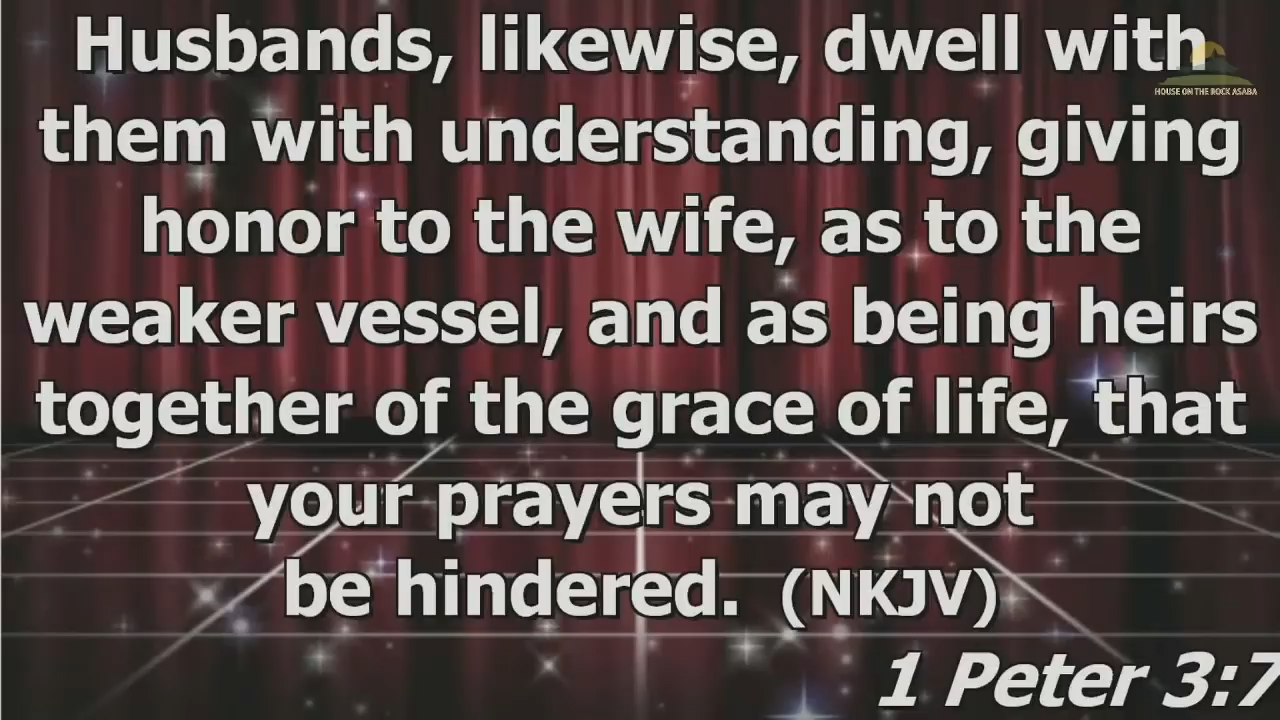 Husbands, likewise, dwell with
HOUSE ON THE ROCK ASABA
them with understanding, giving
honor to the wife, as to the
weaker vessel, and as being heirs
together of the grace of life, that
your prayers may not
be hindered. (NKJV)
1 Peter 3:7